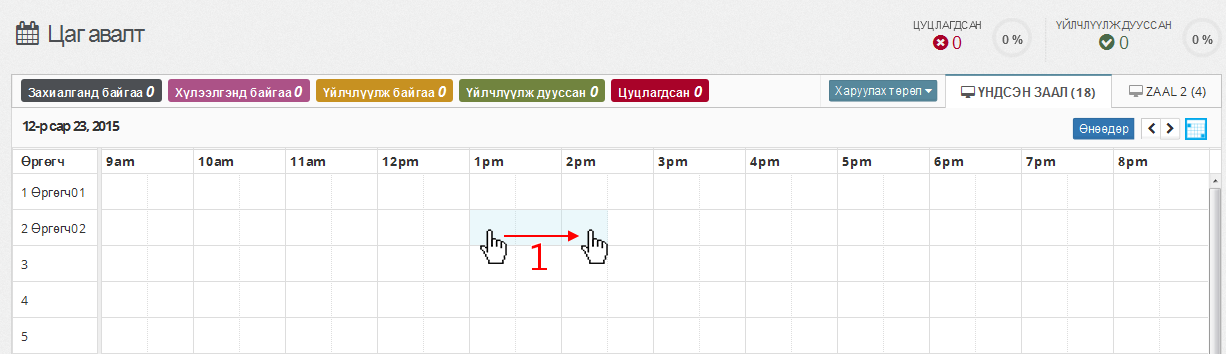 Цаг авалт
ЦУЦЛАГДСАН
0
0 %
ҮЙЛЧЛҮҮЛЖ ДУУССАН
0
0 %
Захиалганд байгаа 0
Хүлээлгэнд байгаа 0
Үйлчлүүлж байгаа 0
Үйлчлүүлж дууссан 0
Цуцлагдсан 0
Харуулах төрөл
ҮНДСЭН ЗААЛ (18)
ZAAL 2 (4)
12-р сар 23, 2015
Өнөөдөр
Өргөгч 9am 10am 11am 12pm 1pm 2pm 3pm 4pm 5pm 6pm 7pm 8pm
1 Өргөгч01
2 Өргөгч02
1
3
4
5